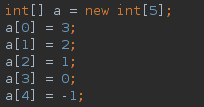 int[] a = new int[5];
a[0] = 3;
a[1] = 2;
a[2] = 1;
a[3] = 0;
a[4] = -1;